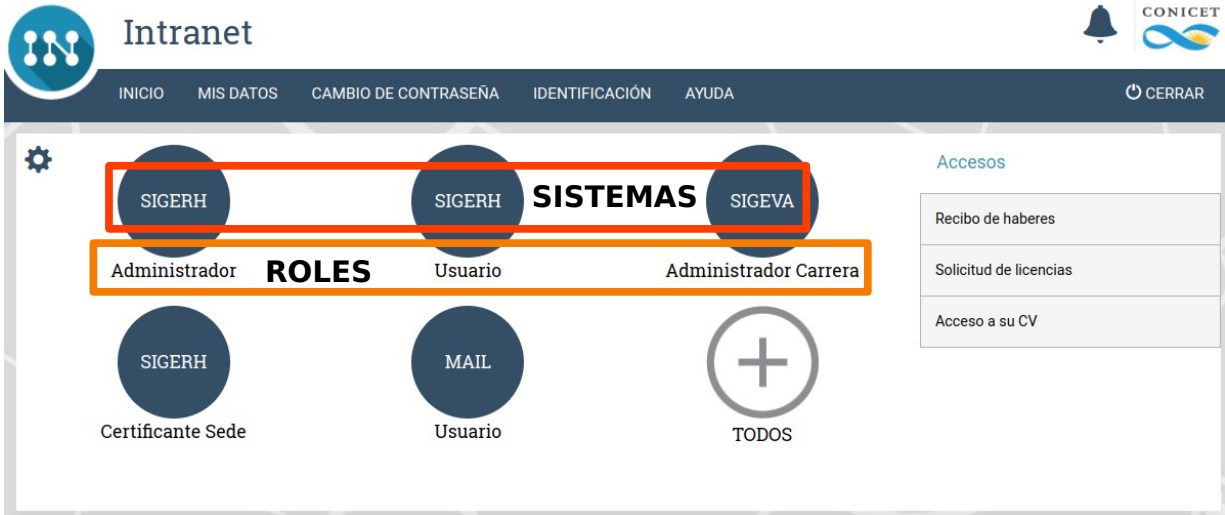 IN
Intranet
CONICET
INICIO MIS DATOS CAMBIO DE CONTRASEÑA IDENTIFICACIÓN AYUDA CERRAR
SIGERH SIGERH SISTEMAS SIGEVA
Administrador ROLES Usuario Administrador Carrera
SIGERH MAIL
Certificante Sede Usuario TODOS
Accesos
Recibo de haberes
Solicitud de licencias
Acceso a su CV